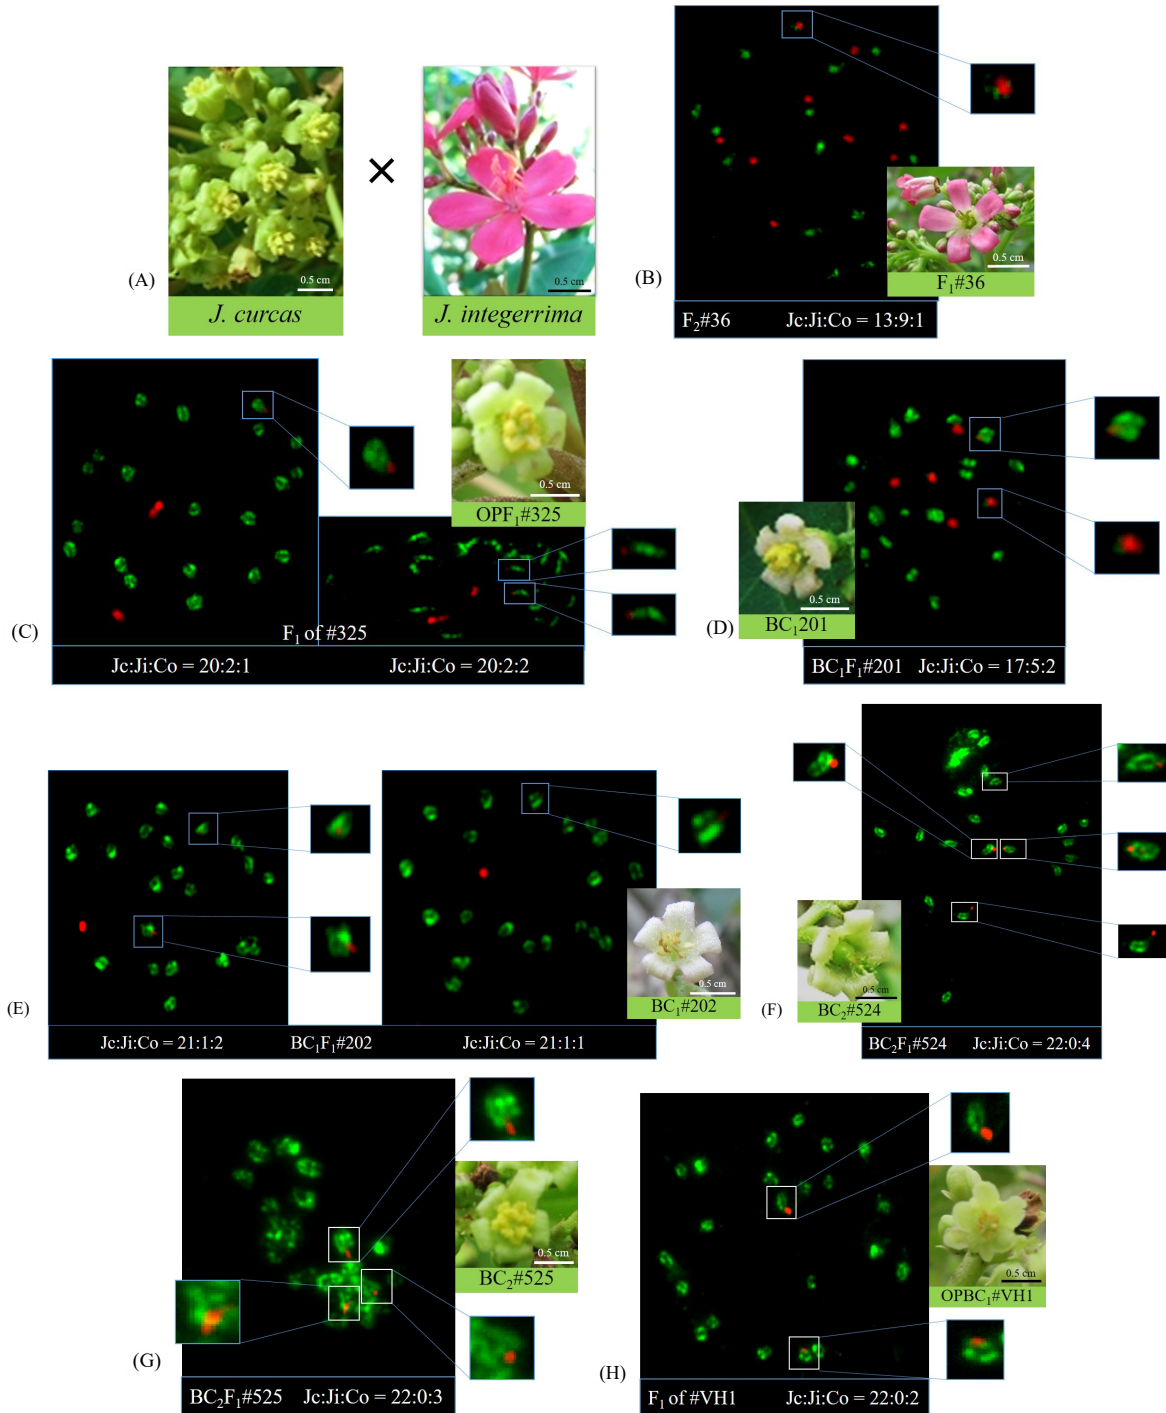 (A)
0.5 cm
J. curcas
×
0.5 cm
J. integerrima
(B)
0.5 cm
F₁#36
F₂#36 Jc:Ji:Co = 13:9:1
(C)
0.5 cm
OPF₁#325
F₁ of #325
Jc:Ji:Co = 20:2:1
Jc:Ji:Co = 20:2:2
(D)
0.5 cm
BC₁201
BC₁F₁#201 Jc:Ji:Co = 17:5:2
(E)
0.5 cm
BC₁#202
Jc:Ji:Co = 21:1:2 BC₁F₁#202 Jc:Ji:Co = 21:1:1
(F)
0.5 cm
BC₂#524
BC₂F₁#524 Jc:Ji:Co = 22:0:4
(G)
0.5 cm
BC₂#525
BC₂F₁#525 Jc:Ji:Co = 22:0:3
(H)
0.5 cm
OPBC₁#VH1
F₁ of #VH1 Jc:Ji:Co = 22:0:2